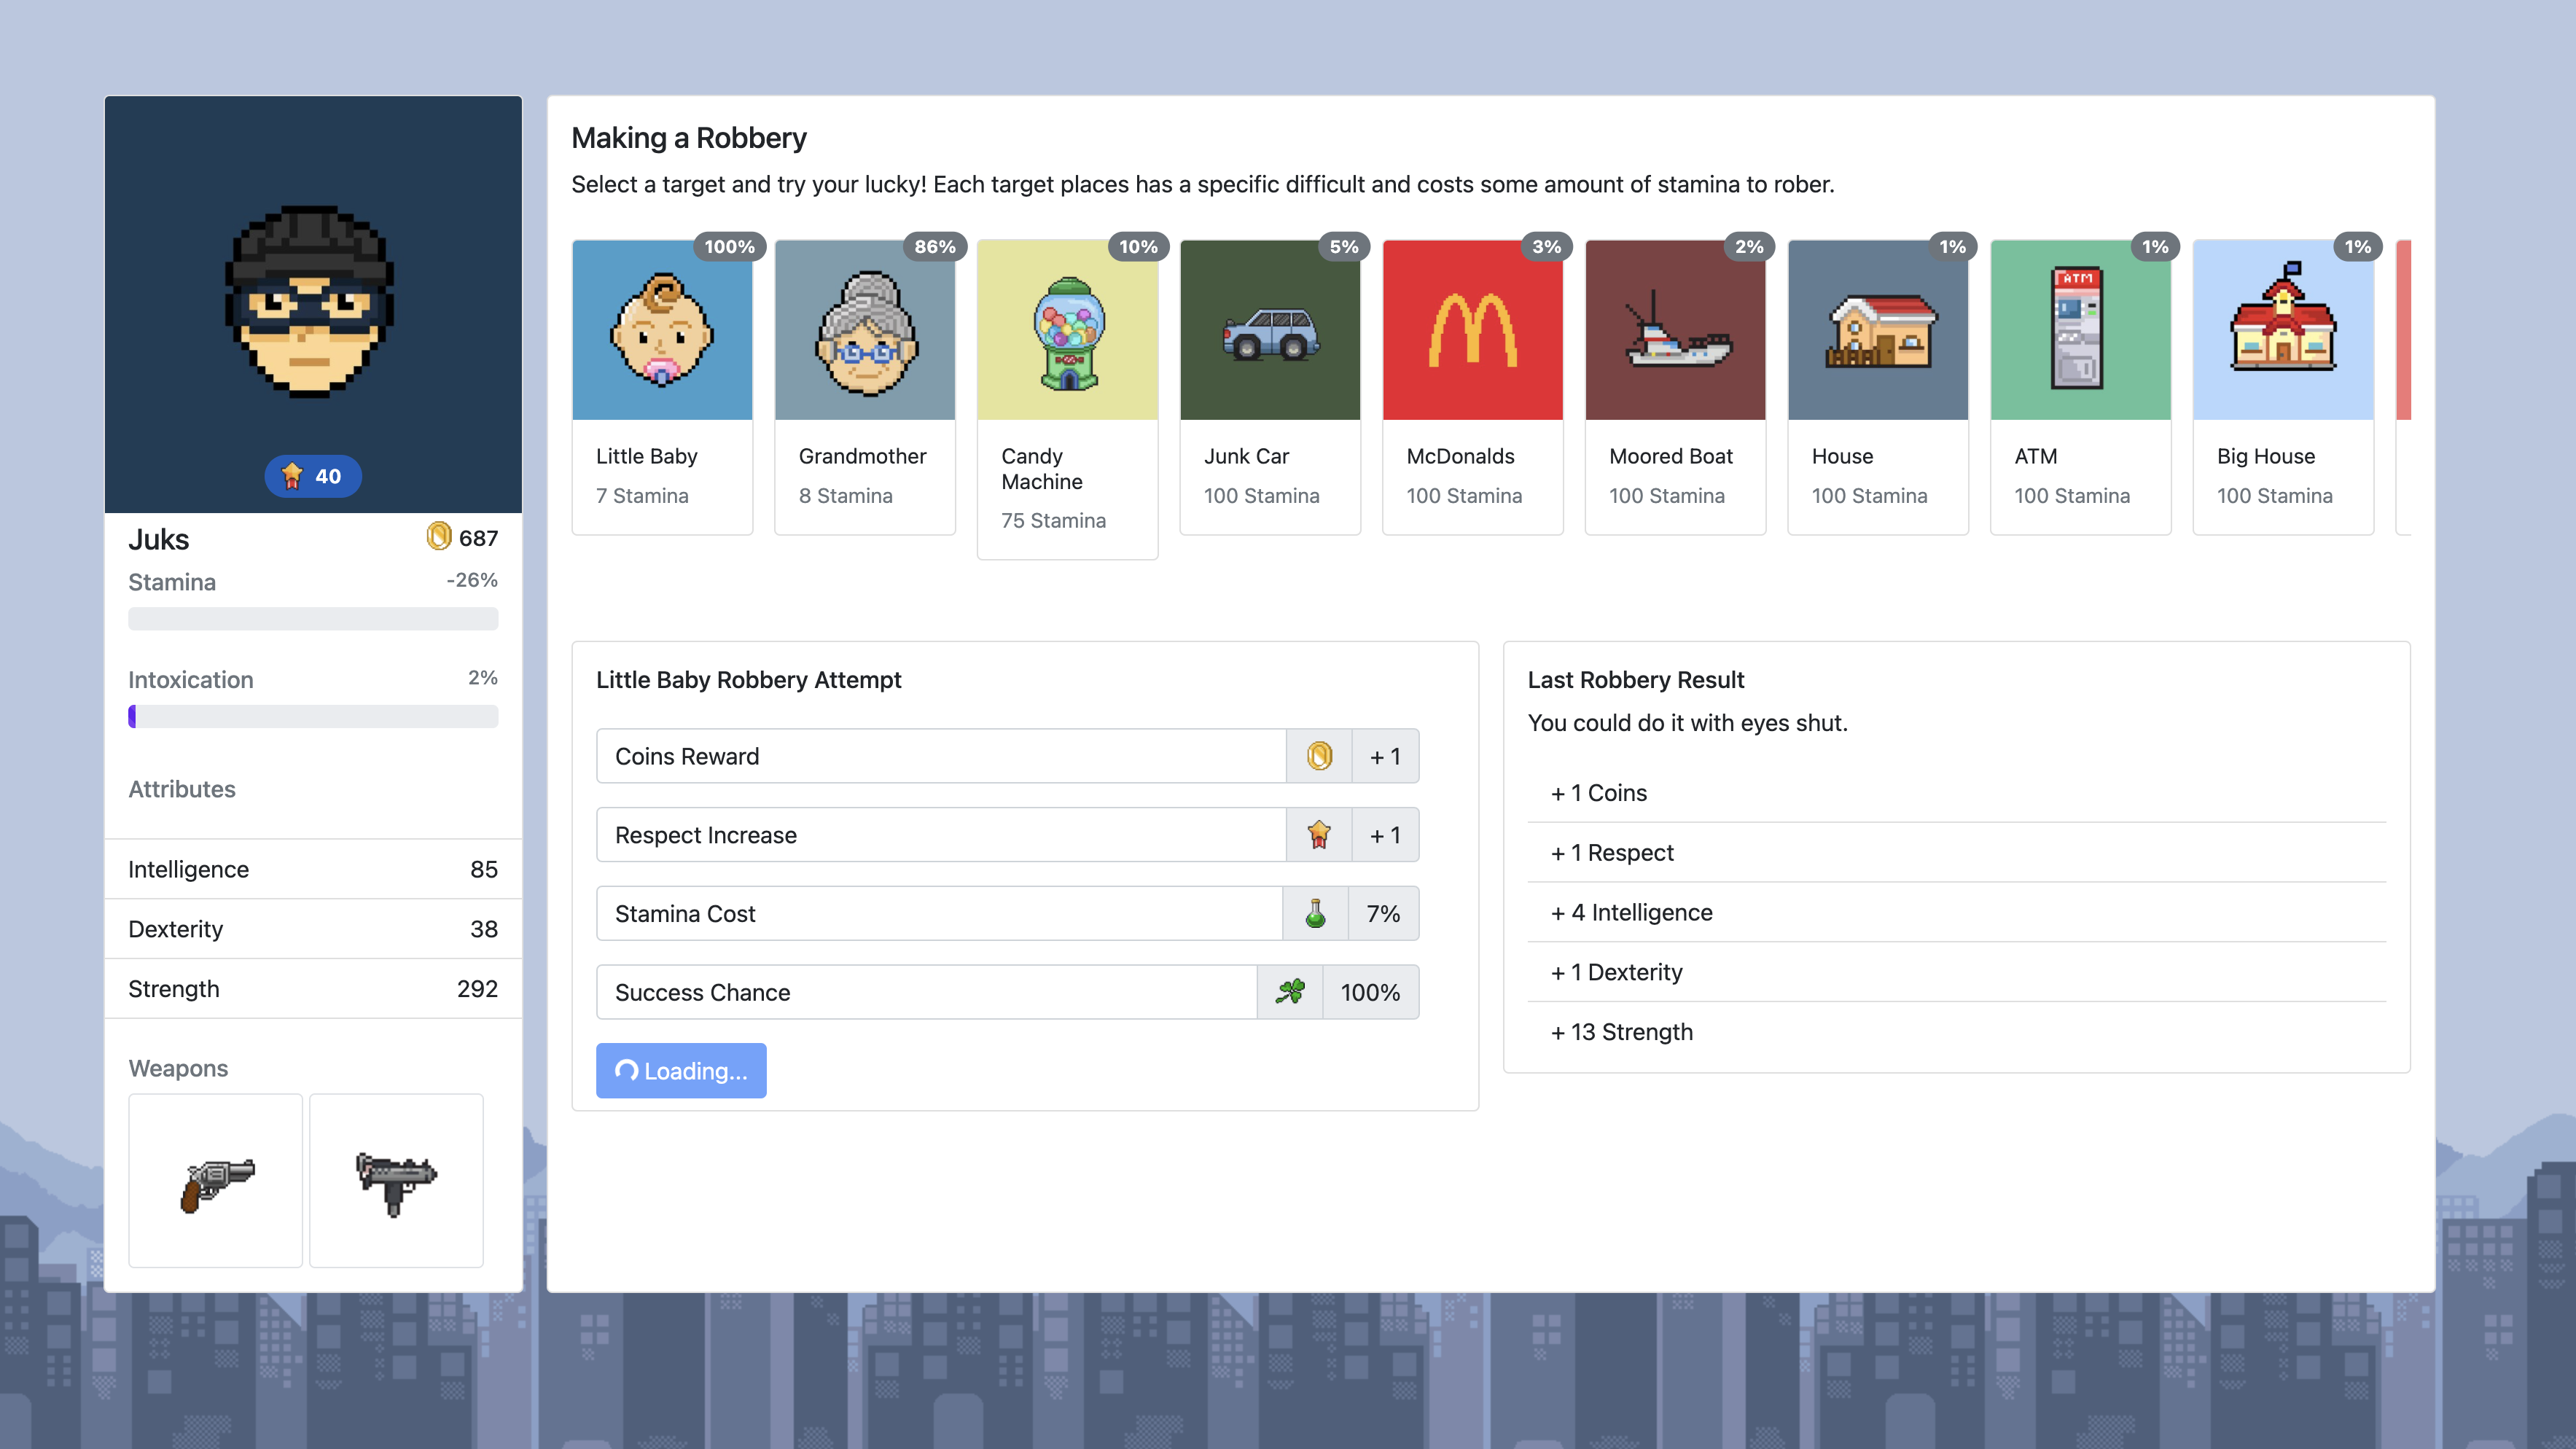 40
Juks
687
Stamina
-26%
Intoxication
2%
Attributes
Intelligence
85
Dexterity
38
Strength
292
Weapons
Making a Robbery
Select a target and try your lucky! Each target places has a specific difficult and costs some amount of stamina to rober.
100%
Little Baby
7 Stamina
86%
Grandmother
8 Stamina
10%
Candy
Machine
75 Stamina
5%
Junk Car
100 Stamina
3%
McDonalds
100 Stamina
2%
Moored Boat
100 Stamina
1%
House
100 Stamina
1%
ATM
ATM
100 Stamina
1%
Big House
100 Stamina
Little Baby Robbery Attempt
Coins Reward
+ 1
Respect Increase
+ 1
Stamina Cost
7%
Success Chance
100%
Loading...
Last Robbery Result
You could do it with eyes shut.
+ 1 Coins
+ 1 Respect
+ 4 Intelligence
+ 1 Dexterity
+ 13 Strength